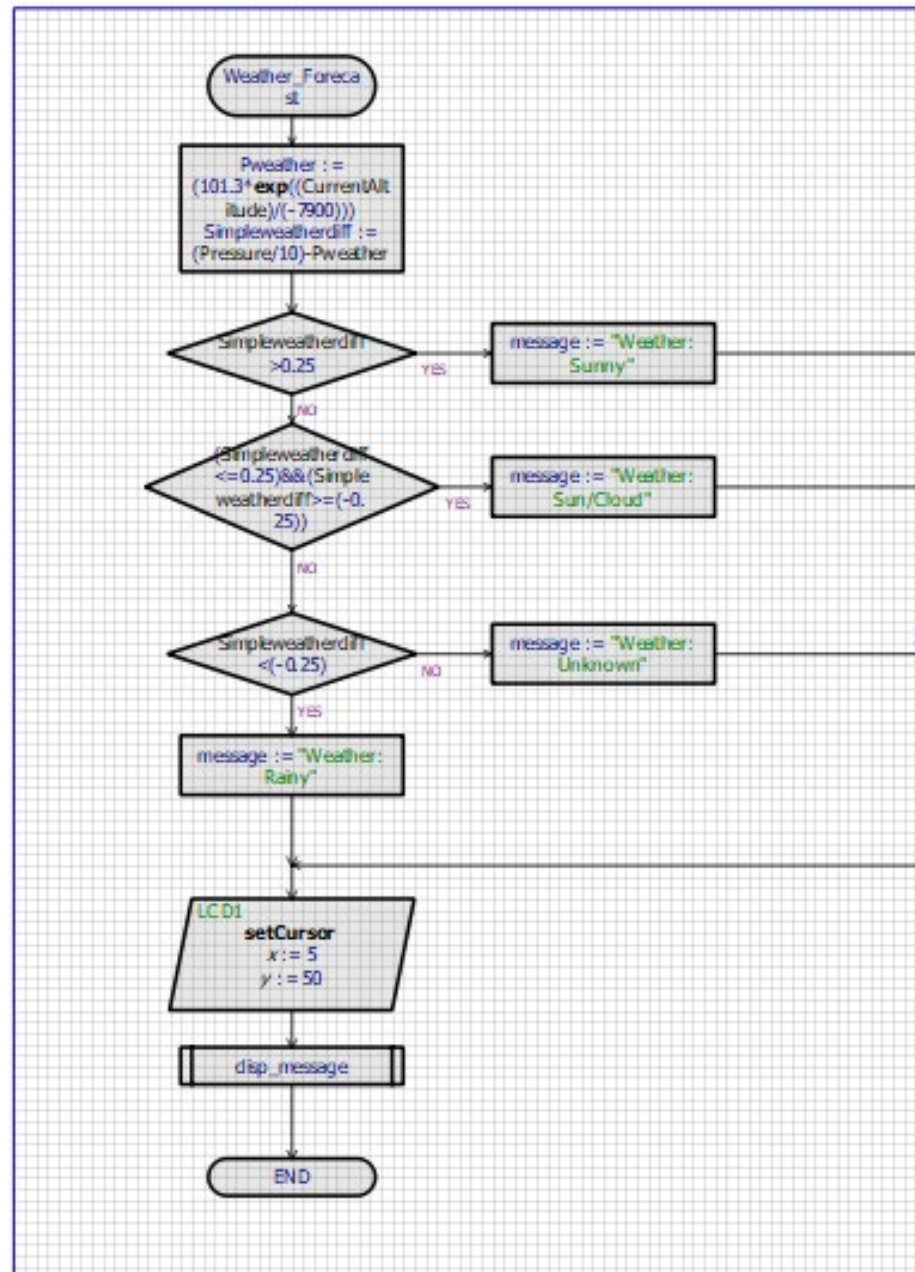 Weather_Foreca
st
Pweather :=
(101.3*exp((CurrentAlt
itude)/(-7900)))
Simpleweatherdiff :=
(Pressure/10)-Pweather
Simpleweatherdiff
>0.25
YES
message := "Weather:
Sunny"
NO
(Simpleweatherdiff
<=0.25)&&(Simple
weatherdiff>=(-0.
25))
YES
message := "Weather:
Sun/Cloud"
NO
Simpleweatherdiff
<(-0.25)
NO
message := "Weather:
Unknown"
YES
message := "Weather:
Rainy"
LCD1
setCursor
x := 5
y := 50
disp_message
END